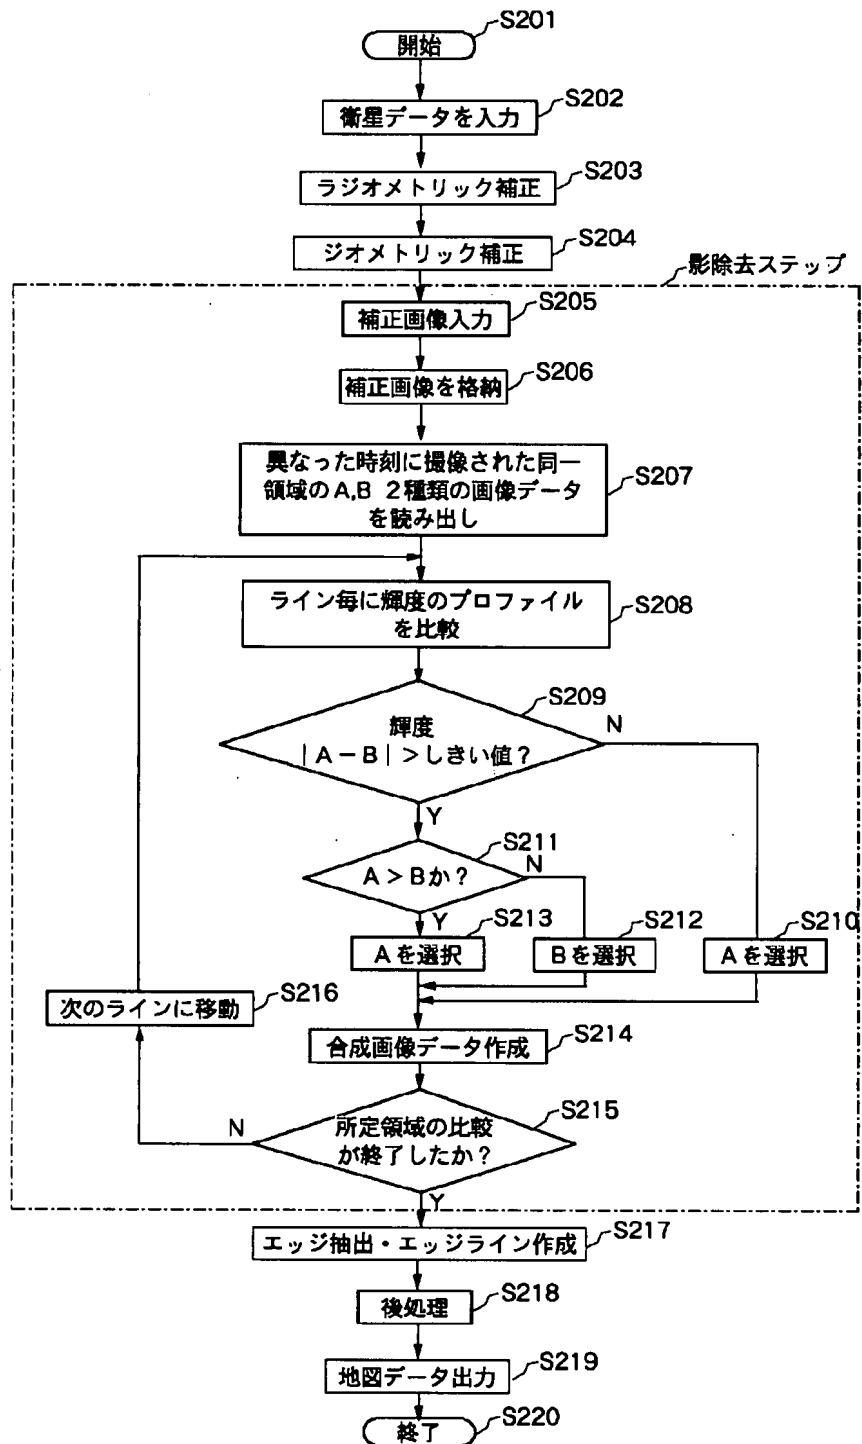 S201
開始
S202
衛星データを入力
S203
ラジオメトリック補正
S204
ジオメトリック補正
影除去ステップ
S205
補正画像入力
S206
補正画像を格納
異なった時刻に撮像された同一
領域のA,B 2種類の画像データ
を読み出し
S207
ライン毎に輝度のプロファイル
を比較
S208
S209
輝度
|A-B|>しきい値?
N
Y
S211
A>Bか?
N
Y
S213
Aを選択
S212
Bを選択
S210
Aを選択
S216
次のラインに移動
S214
合成画像データ作成
S215
所定領域の比較
が終了したか?
N
Y
S217
エッジ抽出・エッジライン作成
S218
後処理
S219
地図データ出力
S220
終了